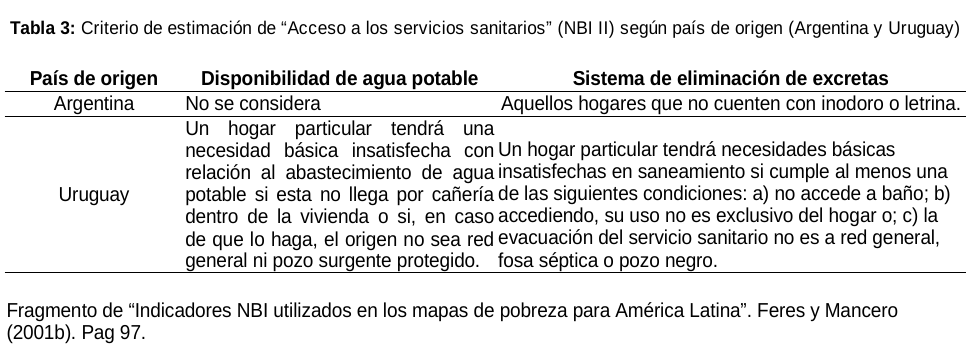 Tabla 3: Criterio de estimación de “Acceso a los servicios sanitarios” (NBI II) según país de origen (Argentina y Uruguay)
País de origen Disponibilidad de agua potable Sistema de eliminación de excretas
Argentina No se considera Aquellos hogares que no cuenten con inodoro o letrina.
Uruguay
Un hogar particular tendrá una
necesidad básica insatisfecha con
relación al abastecimiento de agua
potable si esta no llega por cañería
dentro de la vivienda o si, en caso
de que lo haga, el origen no sea red
general ni pozo surgente protegido.
Un hogar particular tendrá necesidades básicas
insatisfechas en saneamiento si cumple al menos una
de las siguientes condiciones: a) no accede a baño; b)
accediendo, su uso no es exclusivo del hogar o; c) la
evacuación del servicio sanitario no es a red general,
fosa séptica o pozo negro.
Fragmento de “Indicadores NBI utilizados en los mapas de pobreza para América Latina”. Feres y Mancero
(2001b). Pag 97.